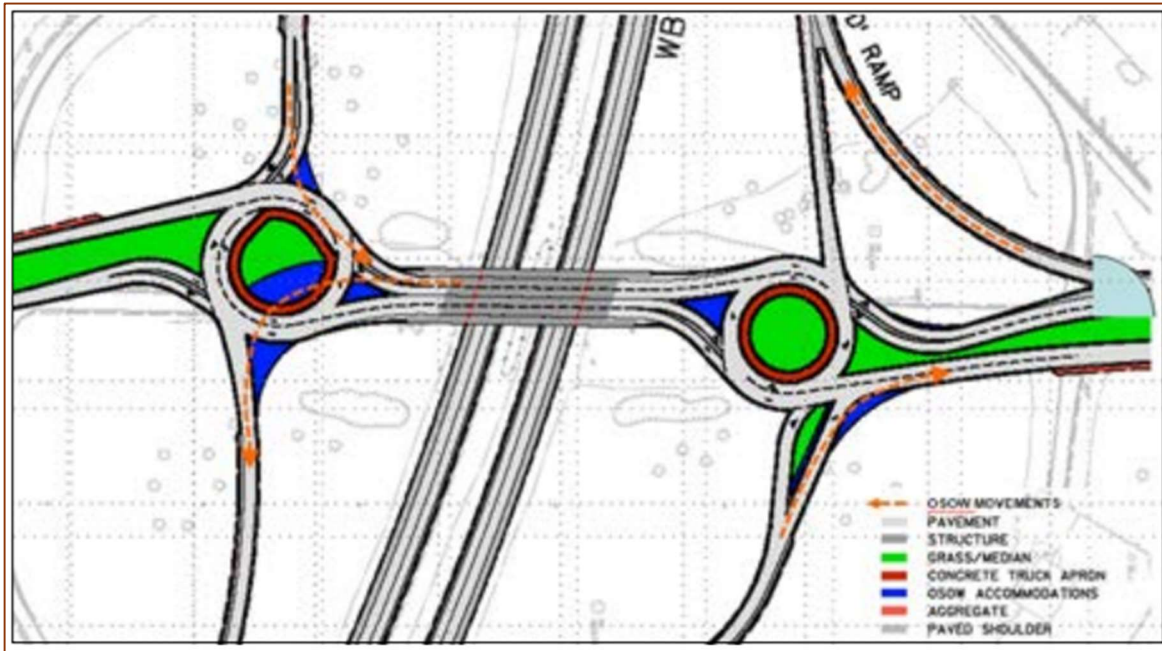 WB
D' RAMP
OSOW MOVEMENTS
PAVEMENT
STRUCTURE
GRASS/MEDIAN
CONCRETE TRUCK APRON
OSOW ACCOMMODATIONS
AGGREGATE
PAVED SHOULDER